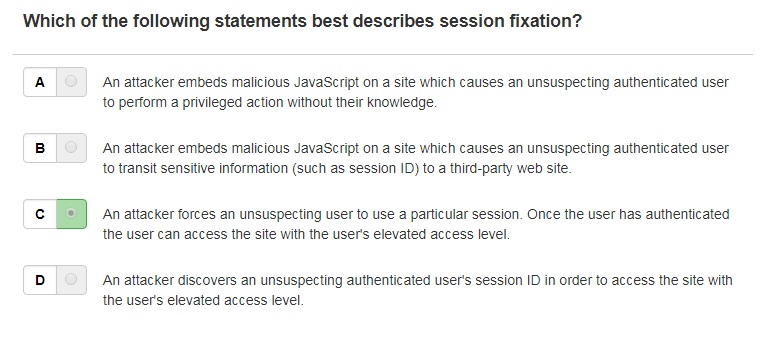 Which of the following statements best describes session fixation?
A An attacker embeds malicious JavaScript on a site which causes an unsuspecting authenticated user
to perform a privileged action without their knowledge.
B An attacker embeds malicious JavaScript on a site which causes an unsuspecting authenticated user
to transit sensitive information (such as session ID) to a third-party web site.
C An attacker forces an unsuspecting user to use a particular session. Once the user has authenticated
the user can access the site with the user's elevated access level.
D An attacker discovers an unsuspecting authenticated user's session ID in order to access the site with
the user's elevated access level.